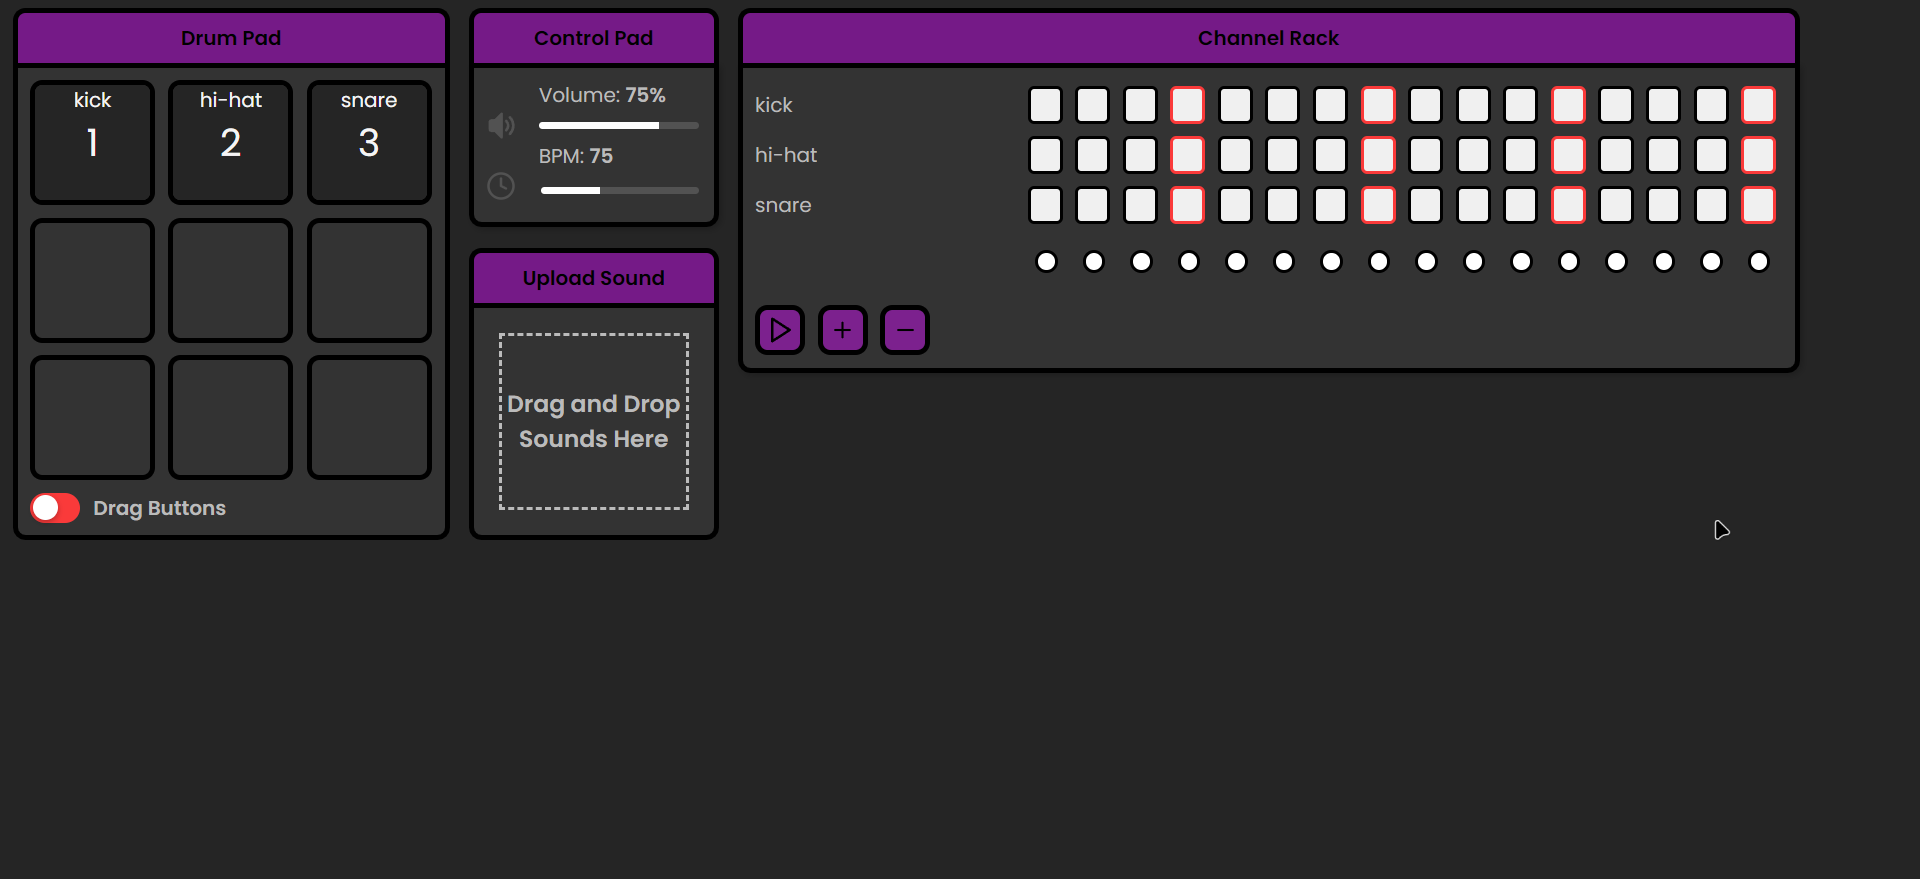 Drum Pad
kick
1
hi-hat
2
snare
3
Drag Buttons
Control Pad
Volume: 75%
BPM: 75
Upload Sound
Drag and Drop
Sounds Here
Channel Rack
kick
hi-hat
snare